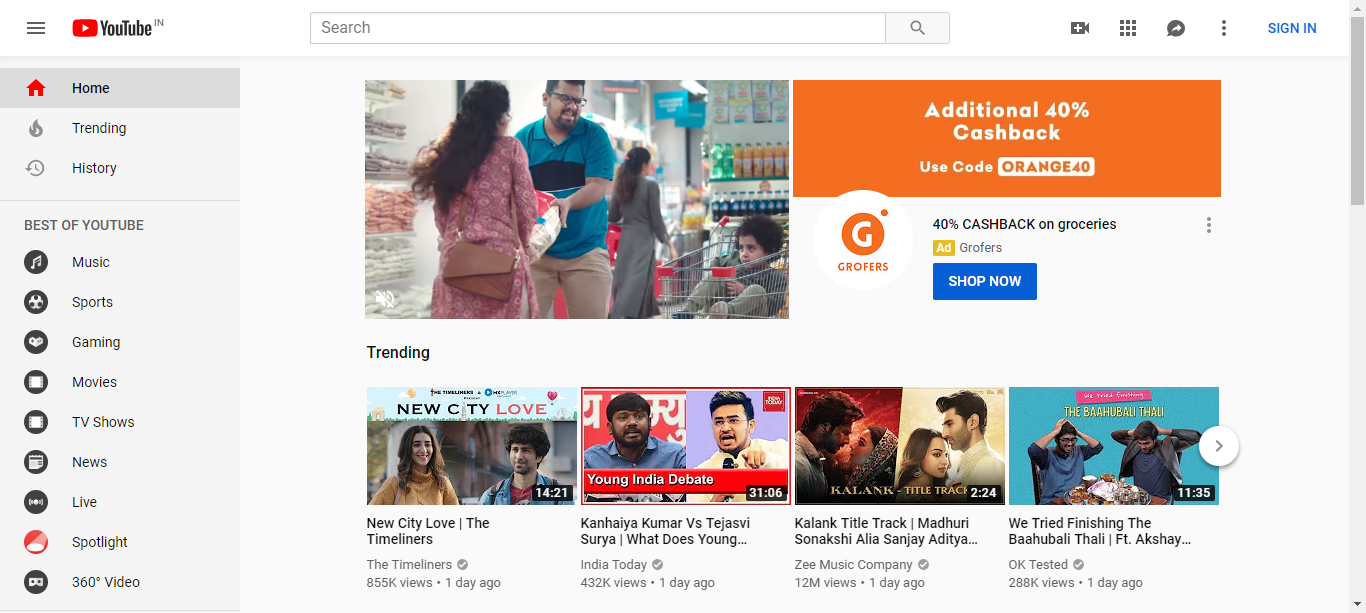 YouTube IN
Search
SIGN IN
Home
Trending
History
BEST OF YOUTUBE
Music
Sports
Gaming
Movies
TV Shows
News
Live
Spotlight
360° Video
Additional 40%
Cashback
Use Code ORANGE40
G
GROFERS
40% CASHBACK on groceries
Ad Grofers
SHOP NOW
Trending
THE TIMELINERS & MX PLAYER
NEW CITY LOVE
14:21
New City Love | The
Timeliners
The Timeliners
855K views • 1 day ago
INDIA
TODAY
Young India Debate
31:06
Kanhaiya Kumar Vs Tejasvi
Surya | What Does Young...
India Today
432K views • 1 day ago
KALANK - TITLE TRACK
2:24
Kalank Title Track | Madhuri
Sonakshi Alia Sanjay Aditya...
Zee Music Company
12M views • 1 day ago
We Tried Finishing
THE BAAHUBALI THALI
11:35
We Tried Finishing The
Baahubali Thali | Ft. Akshay...
OK Tested
288K views • 1 day ago